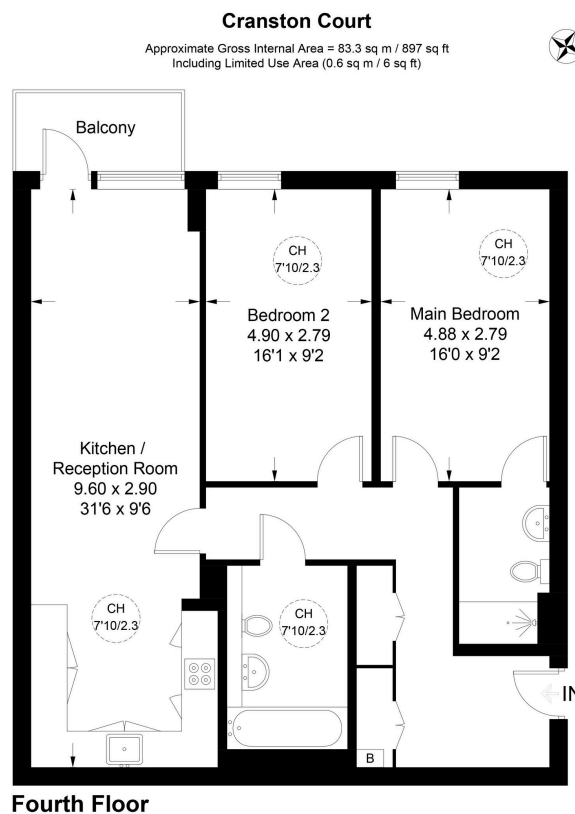 Cranston Court
Approximate Gross Internal Area = 83.3 sq m / 897 sq ft
Including Limited Use Area (0.6 sq m / 6 sq ft)
Balcony
CH
7'10/2.3
CH
7'10/2.3
Bedroom 2
4.90 x 2.79
16'1 x 9'2
Main Bedroom
4.88 x 2.79
16'0 x 9'2
Kitchen /
Reception Room
9.60 x 2.90
31'6 x 9'6
CH
7'10/2.3
CH
7'10/2.3
IN
B
Fourth Floor